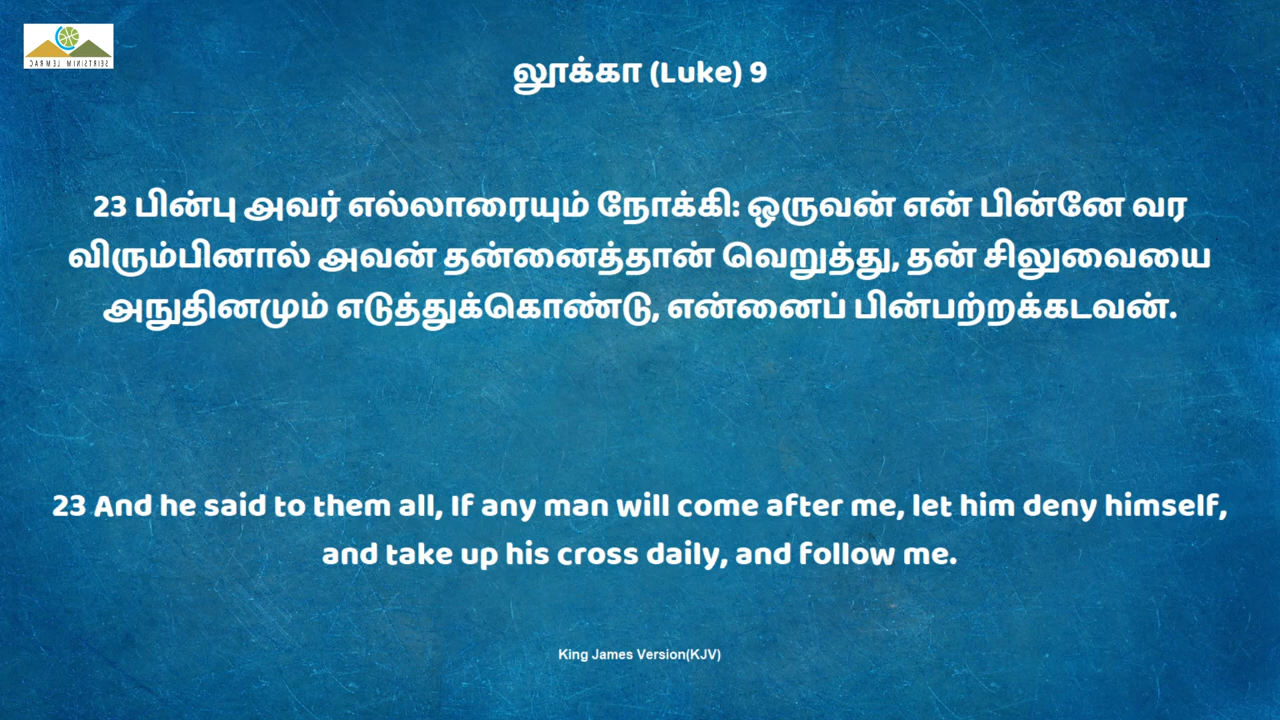 CARMEL MINISTRIES
லூக்கா (Luke) 9
23 பின்பு அவர் எல்லாரையும் நோக்கி: ஒருவன் என் பின்னே வர
விரும்பினால் அவன் தன்னைத்தான் வெறுத்து, தன் சிலுவையை
அநுதினமும் எடுத்துக்கொண்டு, என்னைப் பின்பற்றக்கடவன்.
23 And he said to them all, If any man will come after me, let him deny himself,
and take up his cross daily, and follow me.
King James Version(KJV)